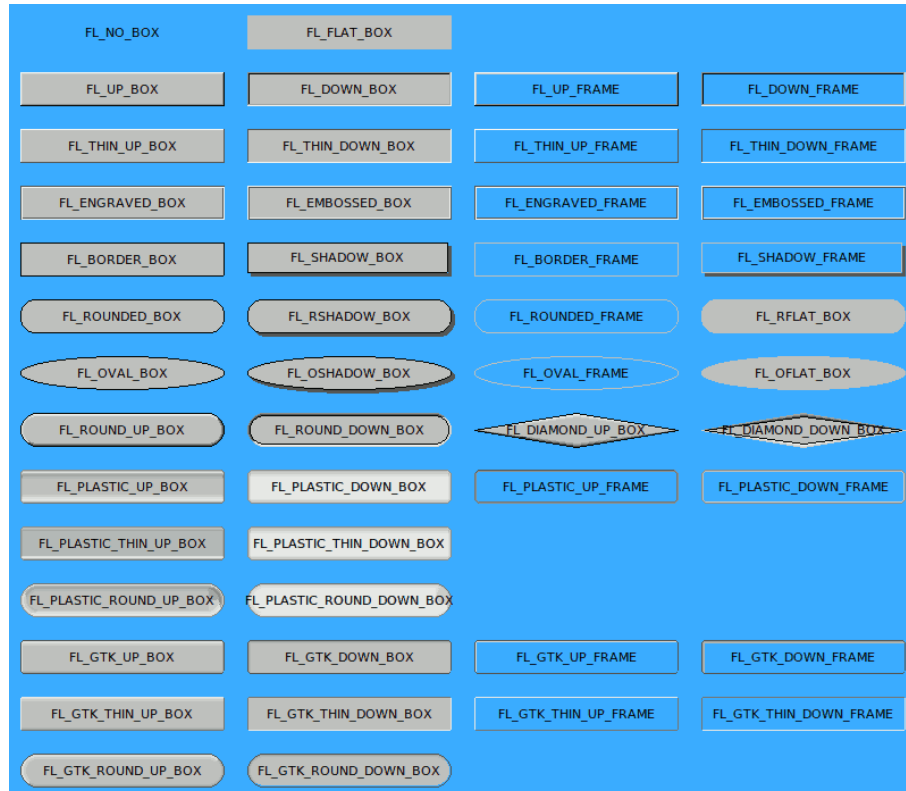 FL_NO_BOX FL_FLAT_BOX
FL_UP_BOX FL_DOWN_BOX FL_UP_FRAME FL_DOWN_FRAME
FL_THIN_UP_BOX FL_THIN_DOWN_BOX FL_THIN_UP_FRAME FL_THIN_DOWN_FRAME
FL_ENGRAVED_BOX FL_EMBOSSED_BOX FL_ENGRAVED_FRAME FL_EMBOSSED_FRAME
FL_BORDER_BOX FL_SHADOW_BOX FL_BORDER_FRAME FL_SHADOW_FRAME
FL_ROUNDED_BOX FL_RSHADOW_BOX FL_ROUNDED_FRAME FL_RFLAT_BOX
FL_OVAL_BOX FL_OSHADOW_BOX FL_OVAL_FRAME FL_OFLAT_BOX
FL_ROUND_UP_BOX FL_ROUND_DOWN_BOX FL_DIAMOND_UP_BOX FL_DIAMOND_DOWN_BOX
FL_PLASTIC_UP_BOX FL_PLASTIC_DOWN_BOX FL_PLASTIC_UP_FRAME FL_PLASTIC_DOWN_FRAME
FL_PLASTIC_THIN_UP_BOX FL_PLASTIC_THIN_DOWN_BOX
FL_PLASTIC_ROUND_UP_BOX FL_PLASTIC_ROUND_DOWN_BOX
FL_GTK_UP_BOX FL_GTK_DOWN_BOX FL_GTK_UP_FRAME FL_GTK_DOWN_FRAME
FL_GTK_THIN_UP_BOX FL_GTK_THIN_DOWN_BOX FL_GTK_THIN_UP_FRAME FL_GTK_THIN_DOWN_FRAME
FL_GTK_ROUND_UP_BOX FL_GTK_ROUND_DOWN_BOX